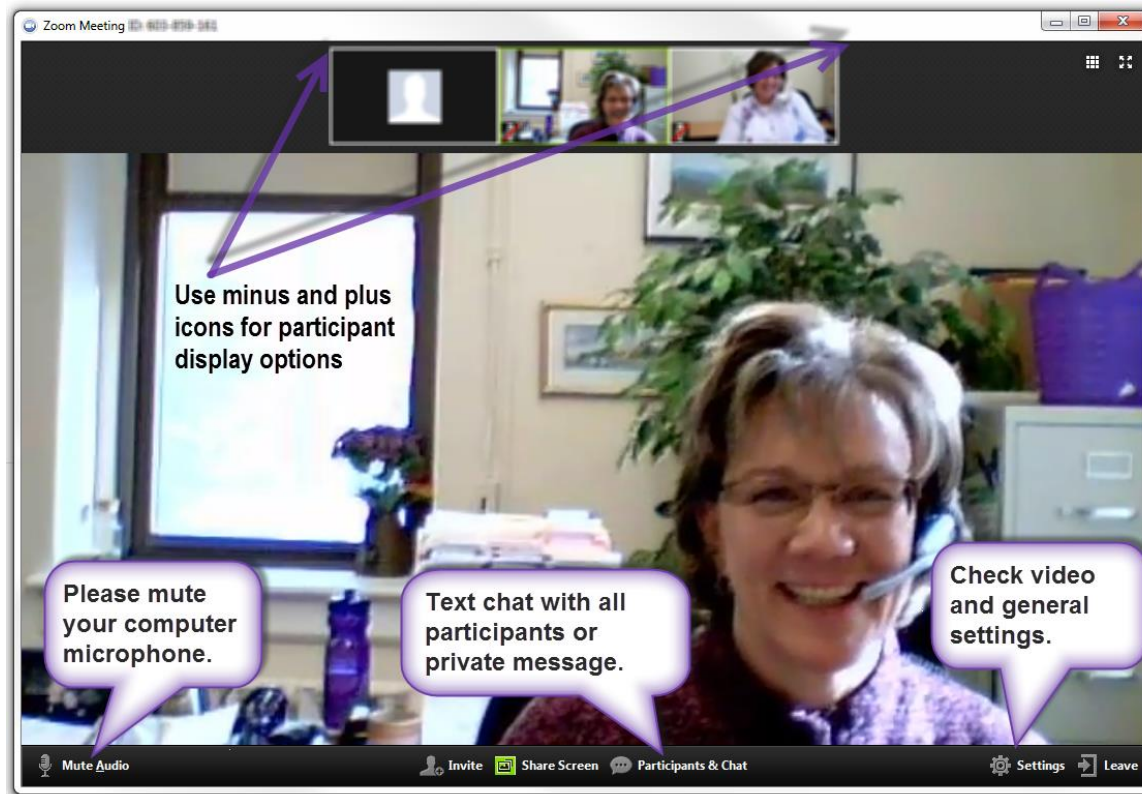 Zoom Meeting
Use minus and plus
icons for participant
display options
Please mute
your computer
microphone.
Text chat with all
participants or
private message.
Check video
and general
settings.
Mute Audio
Invite
Share Screen
Participants & Chat
Settings
Leave